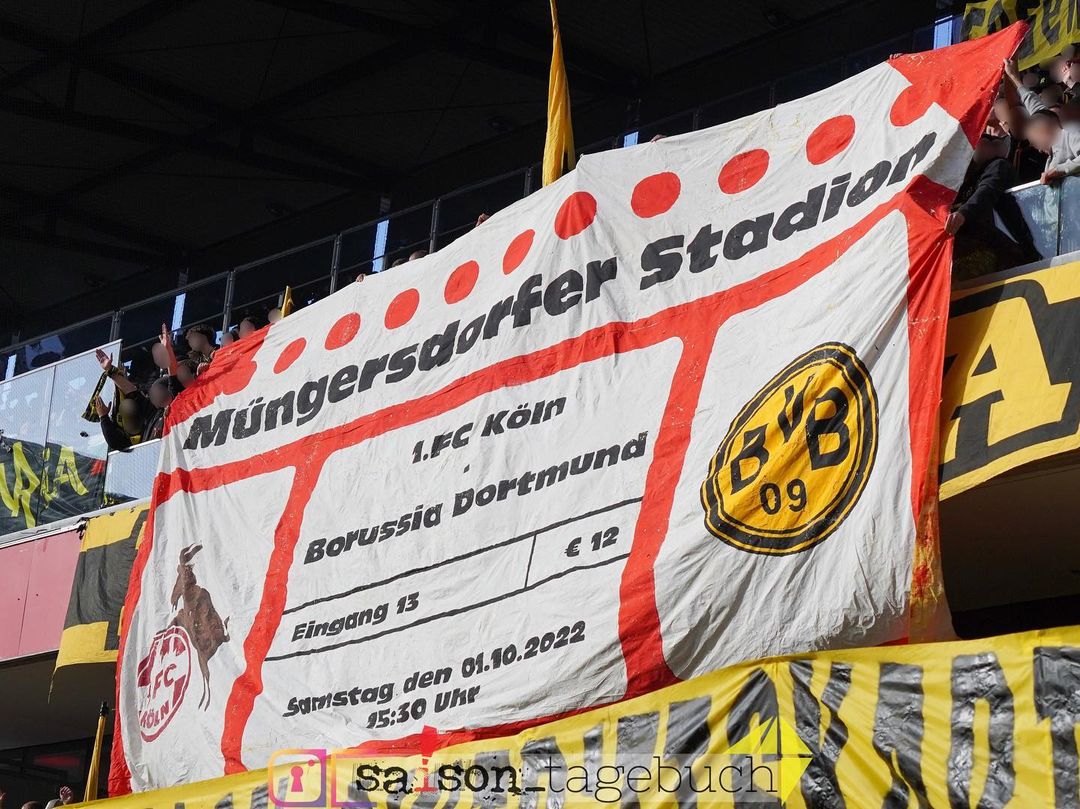 Müngersdorfer Stadion
1.FC Köln
-
Borussia Dortmund
€ 12
Eingang 13
Samstag den 01.10.2022
15:30 Uhr
BVB
09
1.FC
KÖLN
saison_tagebuch